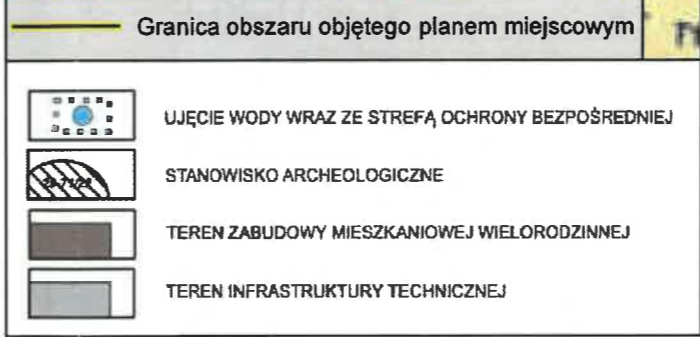 Granica obszaru objętego planem miejscowym
UJĘCIE WODY WRAZ ZE STREFĄ OCHRONY BEZPOŚREDNIEJ
STANOWISKO ARCHEOLOGICZNE
TEREN ZABUDOWY MIESZKANIOWEJ WIELORODZINNEJ
TEREN INFRASTRUKTURY TECHNICZNEJ